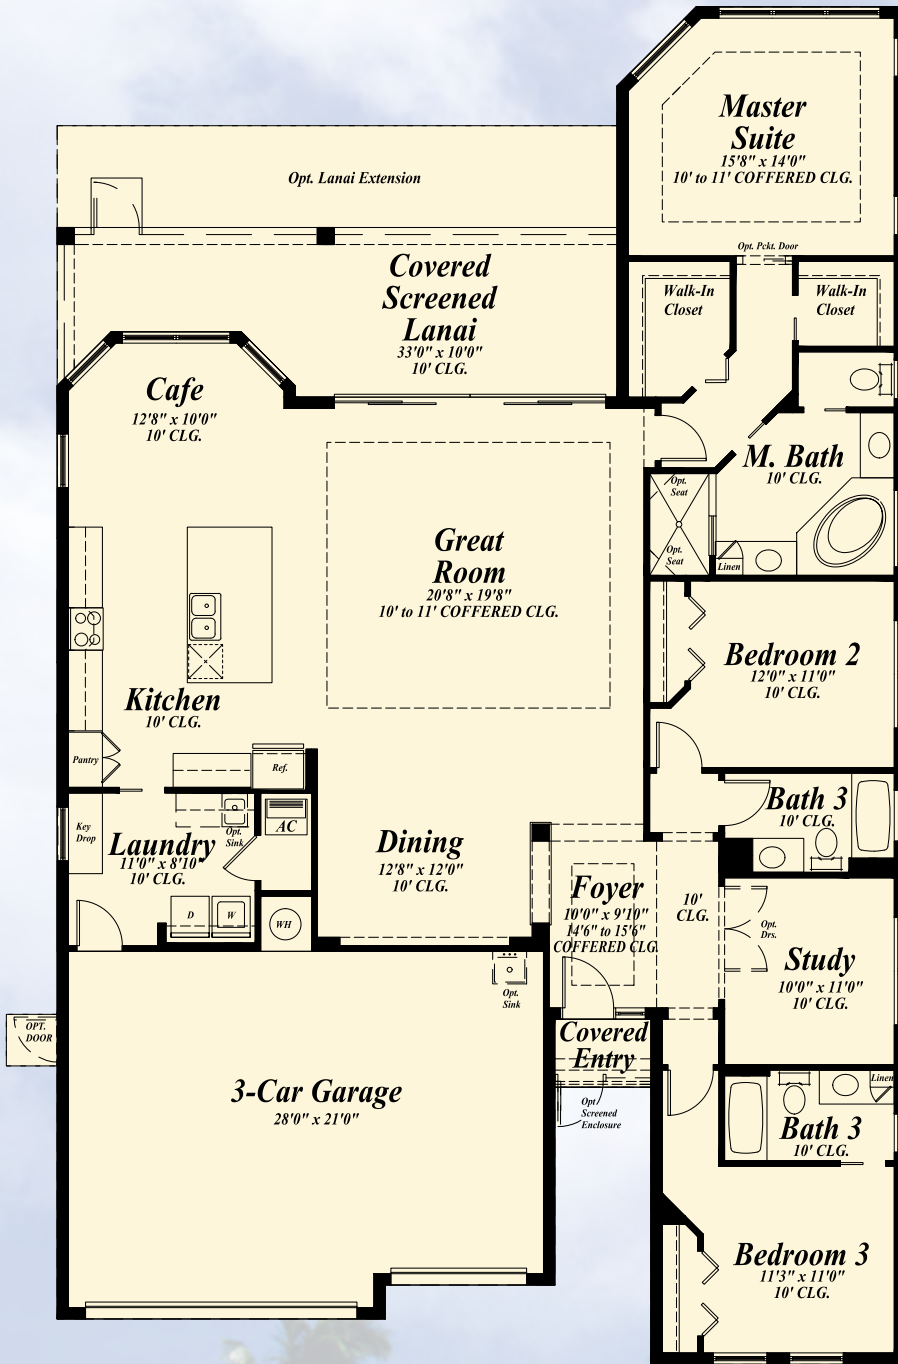 Master
Suite
15'8" x 14'0"
10' to 11' COFFERED CLG.
Opt. Lanai Extension
Opt. Pckt. Door
Covered
Screened
Lanai
33'0" x 10'0"
10' CLG.
Walk-In
Closet
Walk-In
Closet
Cafe
12'8" x 10'0"
10' CLG.
M. Bath
10' CLG.
Opt.
Seat
Opt.
Seat
Linen
Great
Room
20'8" x 19'8"
10' to 11' COFFERED CLG.
Bedroom 2
12'0" x 11'0"
10' CLG.
Kitchen
10' CLG.
Pantry
Ref.
Bath 3
10' CLG.
Key
Drop
Opt.
Sink
AC
Laundry
11'0" x 8'10"
10' CLG.
D
W
WH
Dining
12'8" x 12'0"
10' CLG.
Foyer
10'0" x 9'10"
14'6" to 15'6"
COFFERED CLG.
10'
CLG.
Opt.
Drs.
Study
10'0" x 11'0"
10' CLG.
Opt.
Sink
OPT.
DOOR
Covered
Entry
Opt
Screened
Enclosure
3-Car Garage
28'0" x 21'0"
Linen
Bath 3
10' CLG.
Bedroom 3
11'3" x 11'0"
10' CLG.